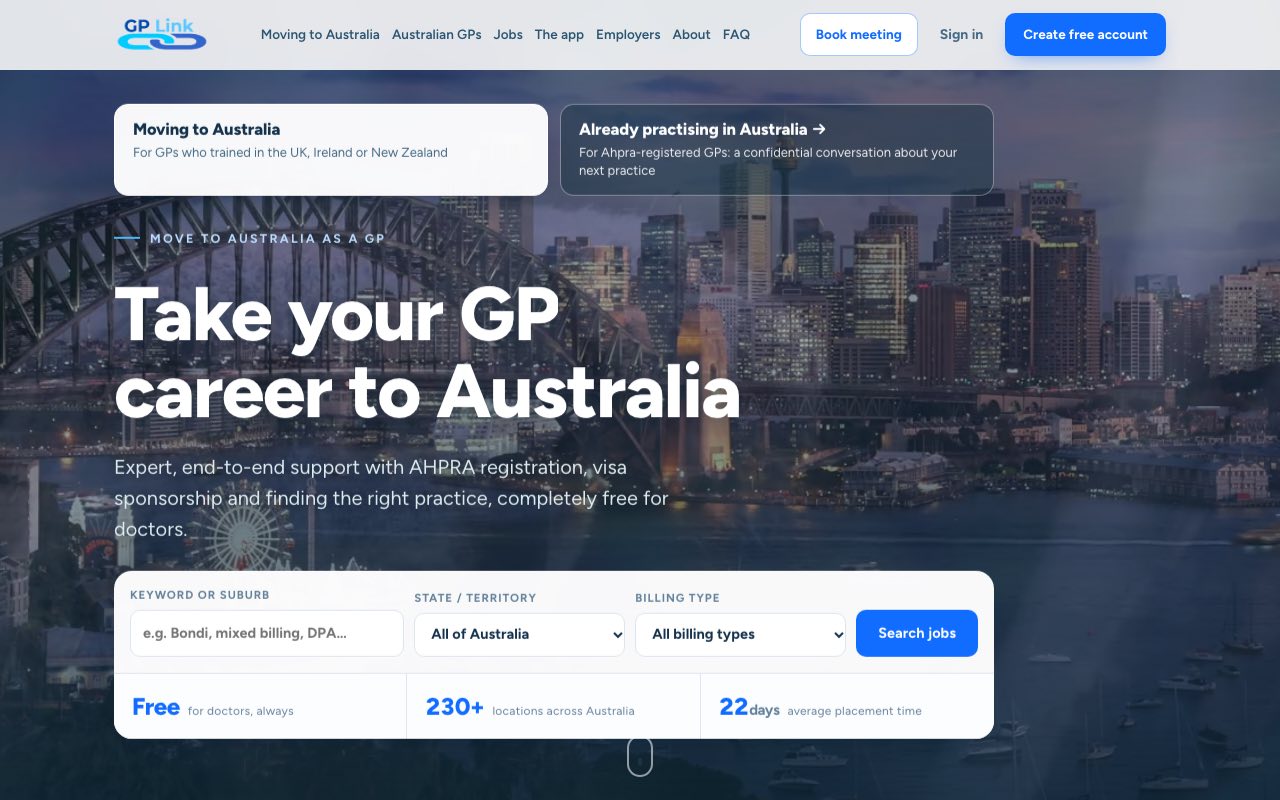 GP Link
Moving to Australia
Australian GPs
Jobs
The app
Employers
About
FAQ
Book meeting
Sign in
Create free account
Moving to Australia
For GPs who trained in the UK, Ireland or New Zealand
Already practising in Australia →
For Ahpra-registered GPs: a confidential conversation about your
next practice
MOVE TO AUSTRALIA AS A GP
Take your GP
career to Australia
Expert, end-to-end support with AHPRA registration, visa
sponsorship and finding the right practice, completely free for
doctors.
KEYWORD OR SUBURB
e.g. Bondi, mixed billing, DPA...
STATE / TERRITORY
All of Australia
BILLING TYPE
All billing types
Search jobs
Free for doctors, always
230+ locations across Australia
22days average placement time